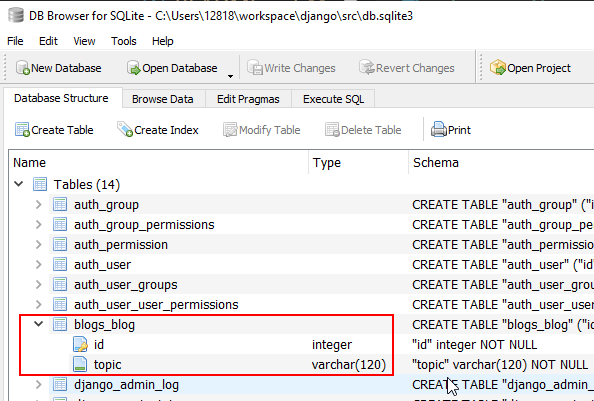 DB Browser for SQLite - C:\Users\12818\workspace\django\src\db.sqlite3
File Edit View Tools Help
New Database Open Database Write Changes Revert Changes Open Project
Database Structure Browse Data Edit Pragmas Execute SQL
Create Table Create Index Modify Table Delete Table Print
Name Type Schema
Tables (14)
auth_group CREATE TABLE "auth_group" ("i
auth_group_permissions CREATE TABLE "auth_group_pe
auth_permission CREATE TABLE "auth_permission
auth_user CREATE TABLE "auth_user" ("id"
auth_user_groups CREATE TABLE "auth_user_grou
auth_user_user_permissions CREATE TABLE "auth_user_user_
blogs_blog CREATE TABLE "blogs_blog" ("id
id integer "id" integer NOT NULL
topic varchar(120) "topic" varchar(120) NOT NULL
django_admin_log CREATE TABLE "django_admin_